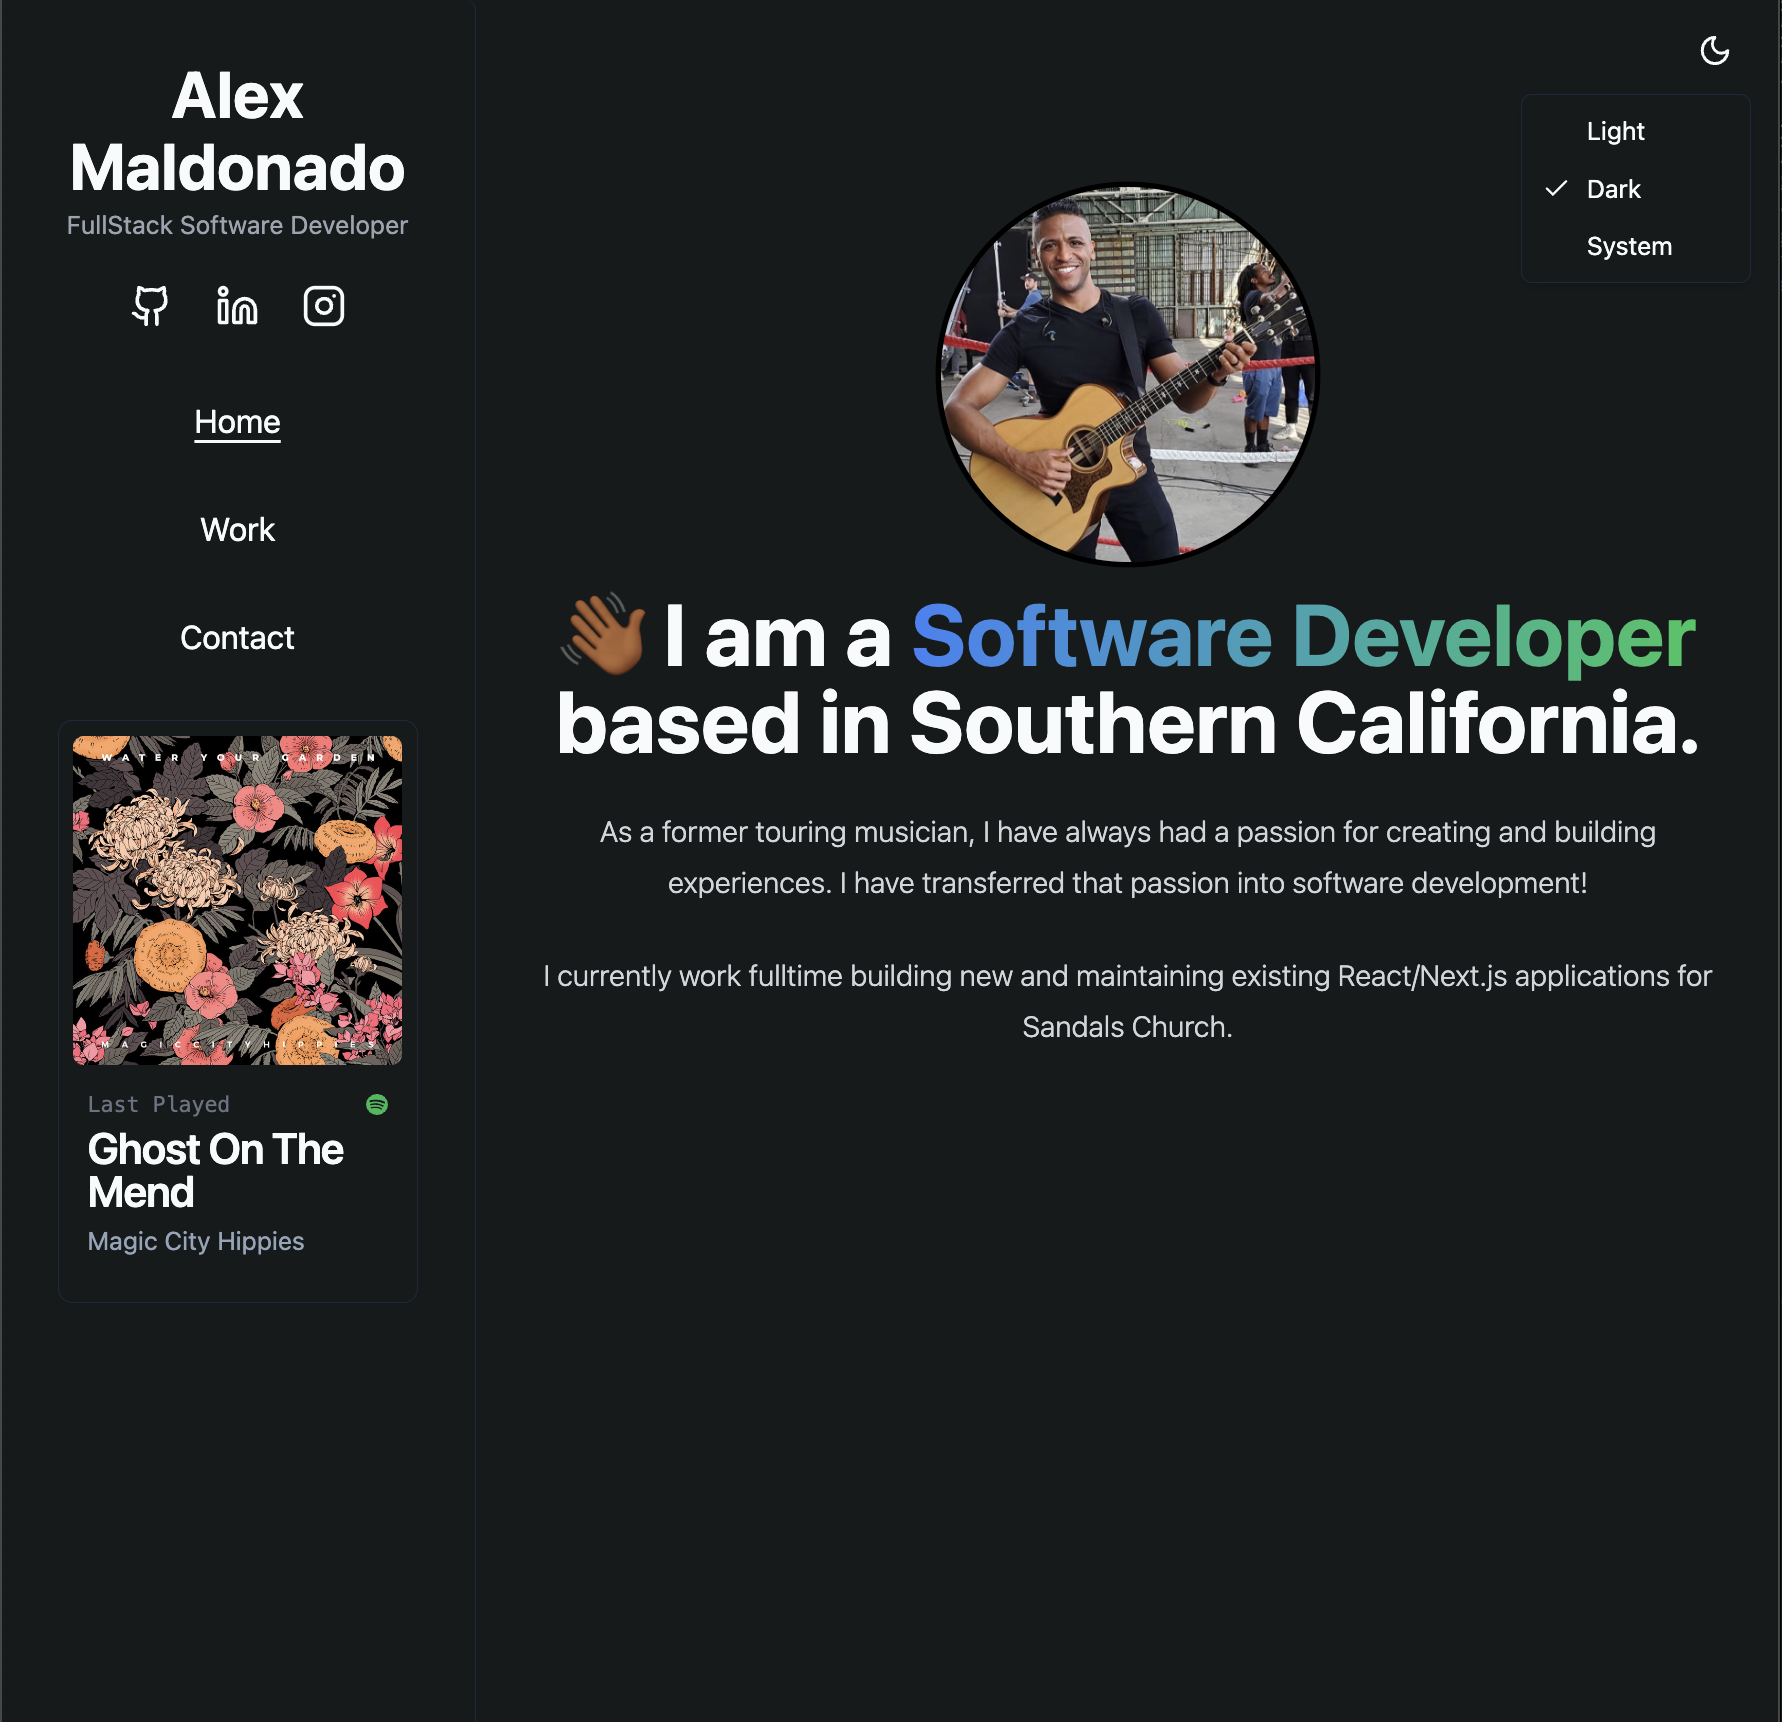 Alex
Maldonado
FullStack Software Developer
Home
Work
Contact
WATER YOUR GARDEN
MAGIC CITY HIPPIES
Last Played
Ghost On The
Mend
Magic City Hippies
Light
Dark
System
👋🏾 I am a Software Developer
based in Southern California.
As a former touring musician, I have always had a passion for creating and building
experiences. I have transferred that passion into software development!
I currently work fulltime building new and maintaining existing React/Next.js applications for
Sandals Church.